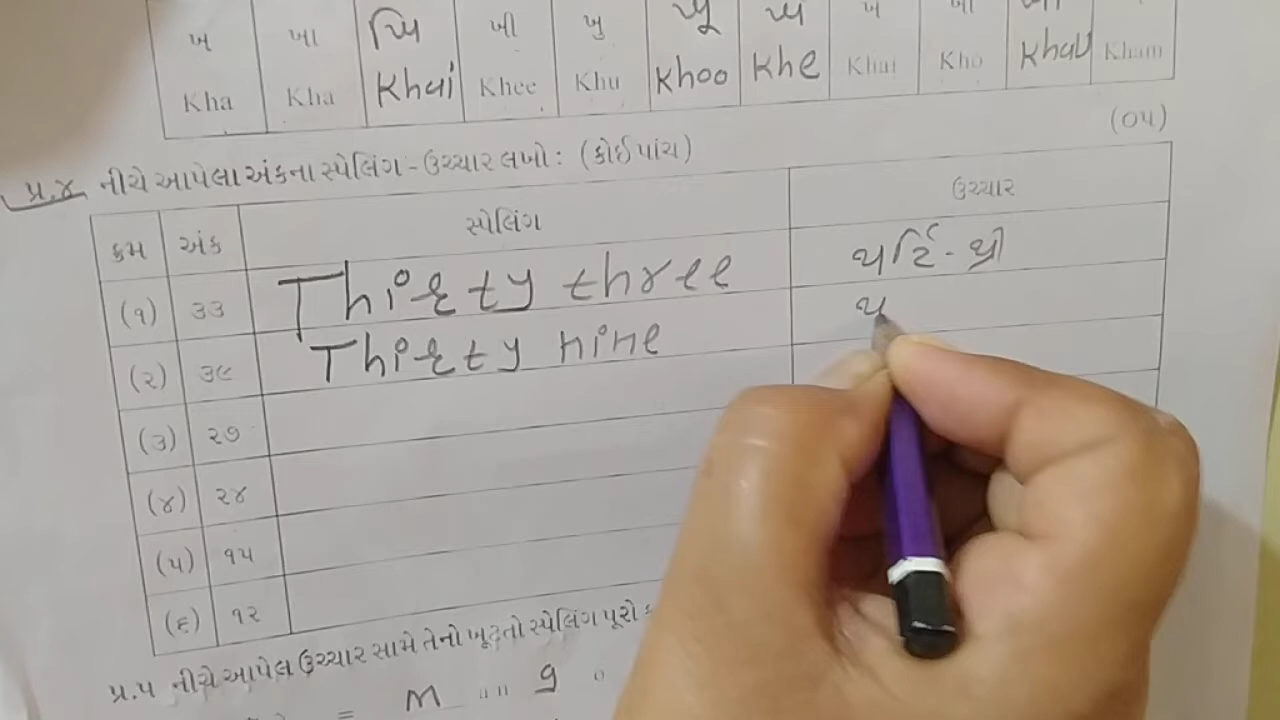 ખ ખા ખિ ખી ખુ ખૂ ખે ખ ખા
Kha Kha Khai Khee Khu Khoo Khe Khai Kho Khau Kham
(૦૫)
પ્ર.૪ નીચે આપેલા અંકના સ્પેલિંગ - ઉચ્ચાર લખો : (કોઈ પાંચ)
ક્રમ અંક સ્પેલિંગ ઉચ્ચાર
(૧) ૩૩ Thirty three થર્ટિ - થ્રી
(૨) ૩૯ Thirty nine થ
(૩) ૨૭
(૪) ૨૪
(૫) ૧૫
(૬) ૧૨
પ્ર.૫ નીચે આપેલ ઉચ્ચાર સામે તેનો ખૂટતો સ્પેલિંગ પૂરો
= m g